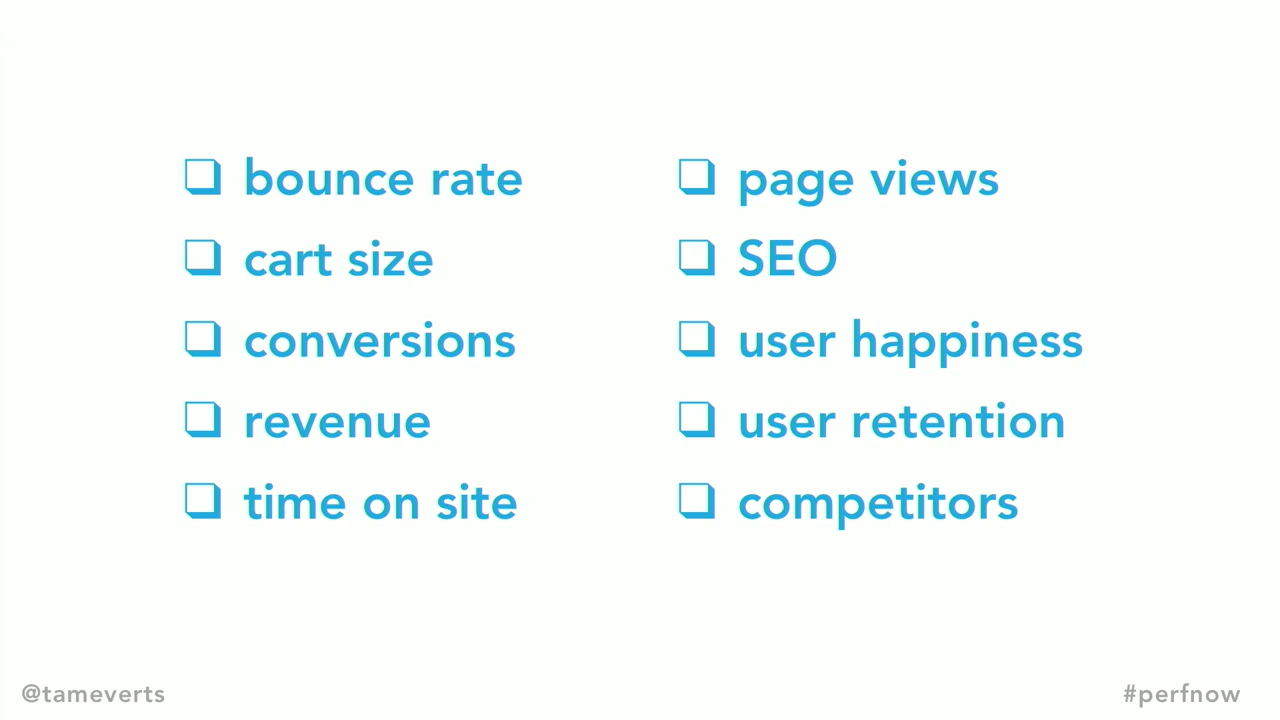 ❏ bounce rate
❏ cart size
❏ conversions
❏ revenue
❏ time on site
❏ page views
❏ SEO
❏ user happiness
❏ user retention
❏ competitors
@tameverts
#perfnow